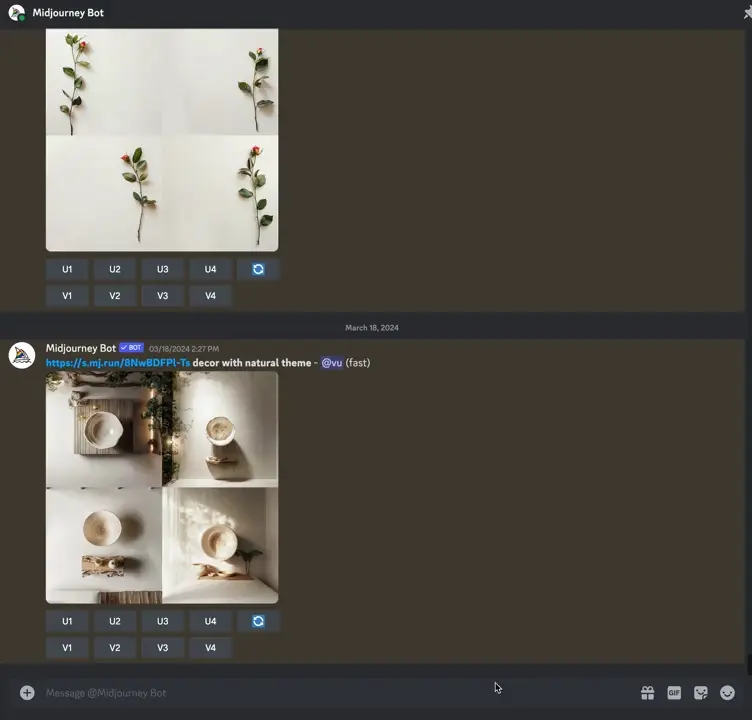 Midjourney Bot
U1 U2 U3 U4
V1 V2 V3 V4
March 18, 2024
Midjourney Bot ✓ BOT 03/18/2024 2:27 PM
https://s.mj.run/8NwBDFPl-Ts decor with natural theme - @vu (fast)
U1 U2 U3 U4
V1 V2 V3 V4
Message @Midjourney Bot GIF